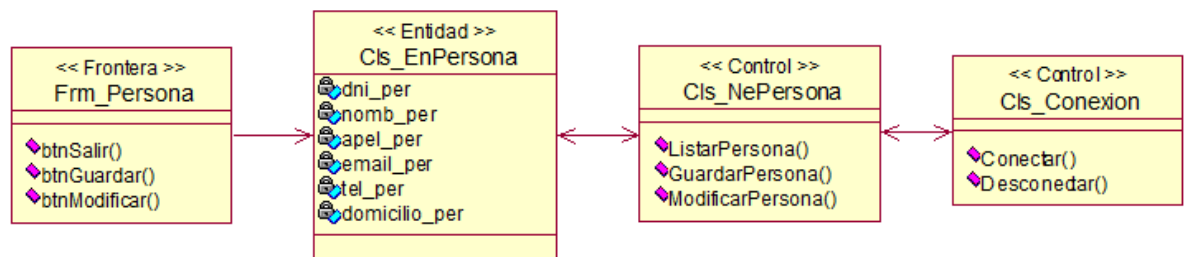 << Frontera >>
Frm_Persona
btnSalir()
btnGuardar()
btnModificar()
<< Entidad >>
Cls_EnPersona
dni_per
nomb_per
apel_per
email_per
tel_per
domicilio_per
<< Control >>
Cls_NePersona
ListarPersona()
GuardarPersona()
ModificarPersona()
<< Control >>
Cls_Conexion
Conectar()
Desconectar()